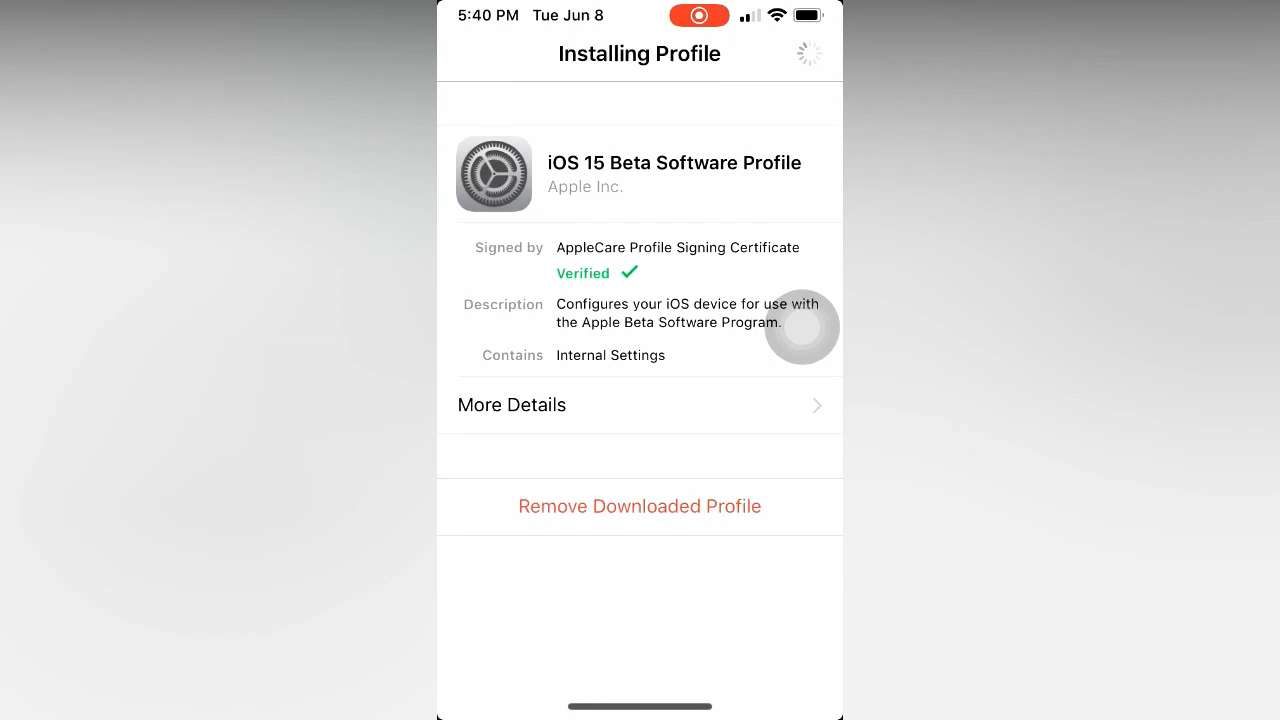 5:40 PM Tue Jun 8
Installing Profile
iOS 15 Beta Software Profile
Apple Inc.
Signed by AppleCare Profile Signing Certificate
Verified
Description Configures your iOS device for use with
the Apple Beta Software Program.
Contains Internal Settings
More Details
Remove Downloaded Profile